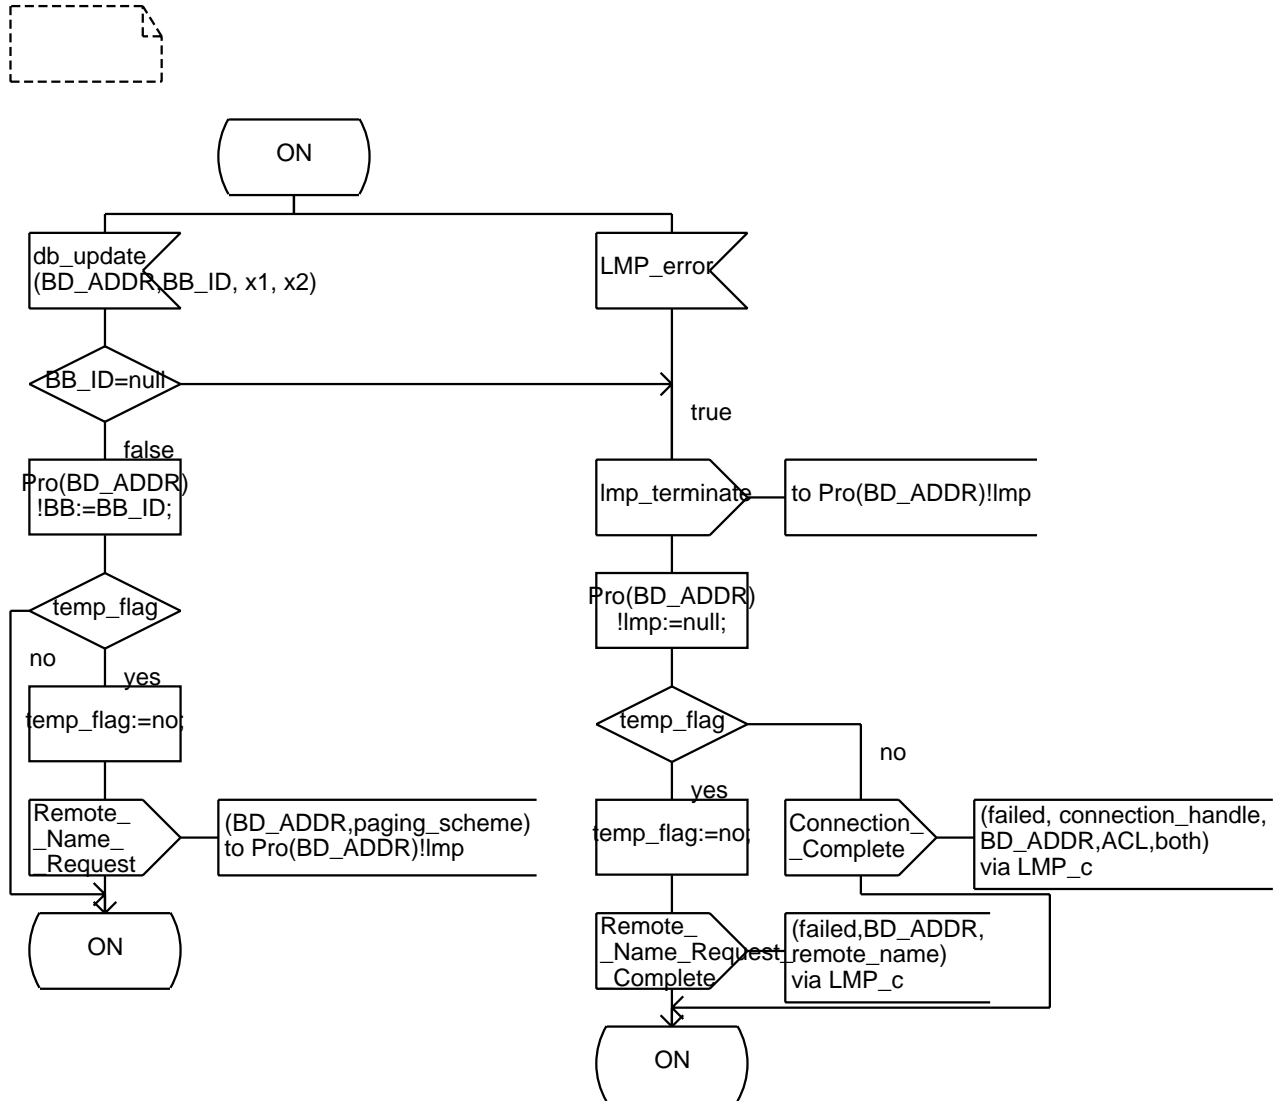 ON
db_update
(BD_ADDR,BB_ID, x1, x2)
LMP_error
BB_ID=null
true
false
Pro(BD_ADDR)
!BB:=BB_ID;
lmp_terminate
to Pro(BD_ADDR)!lmp
temp_flag
Pro(BD_ADDR)
!lmp:=null;
no
yes
temp_flag:=no;
temp_flag
no
yes
Remote_
_Name_
_Request
(BD_ADDR,paging_scheme)
to Pro(BD_ADDR)!lmp
temp_flag:=no;
Connection_
_Complete
(failed, connection_handle,
BD_ADDR,ACL,both)
via LMP_c
ON
Remote_
_Name_Request_
_Complete
(failed,BD_ADDR,
remote_name)
via LMP_c
ON